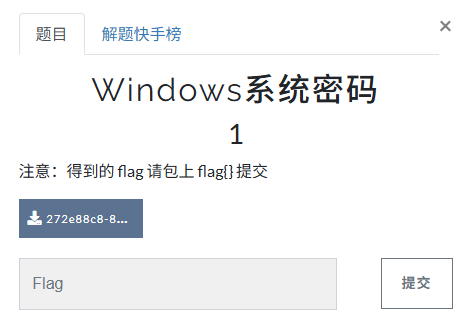 题目 解题快手榜 ×
Windows系统密码
1
注意：得到的 flag 请包上 flag{} 提交
272e88c8-8...
Flag 提交